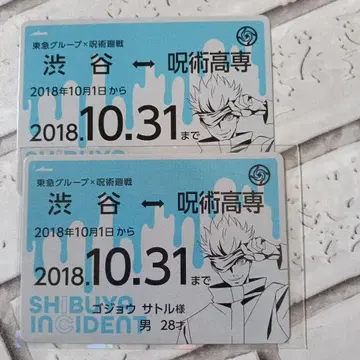 東急グループ×呪術廻戦
渋谷 ↔ 呪術高専
2018年10月1日から
2018.10.31まで
SHIBUYA
東急グループ×呪術廻戦
渋谷 ↔ 呪術高専
2018年10月1日から
2018.10.31まで
ゴジョウ サトル様
男 28才
SHIBUYA
INCIDENT